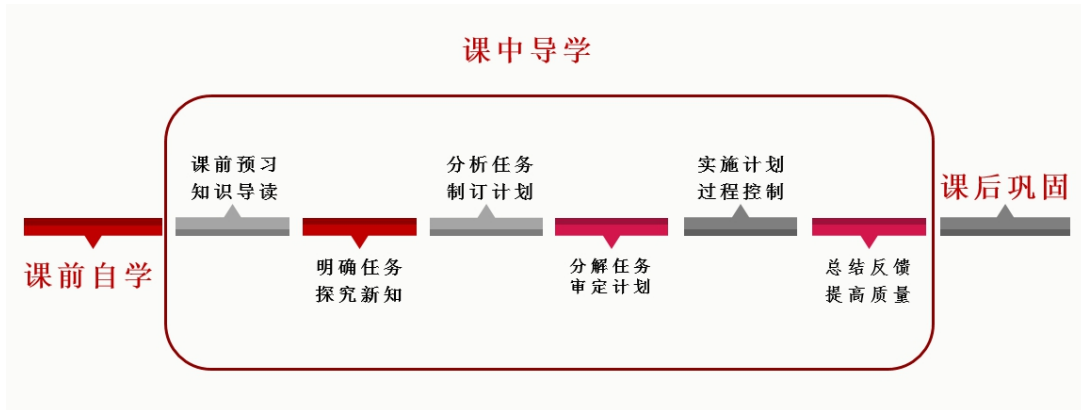 课中导学
课前自学
课前预习
知识导读
明确任务
探究新知
分析任务
制订计划
分解任务
审定计划
实施计划
过程控制
总结反馈
提高质量
课后巩固